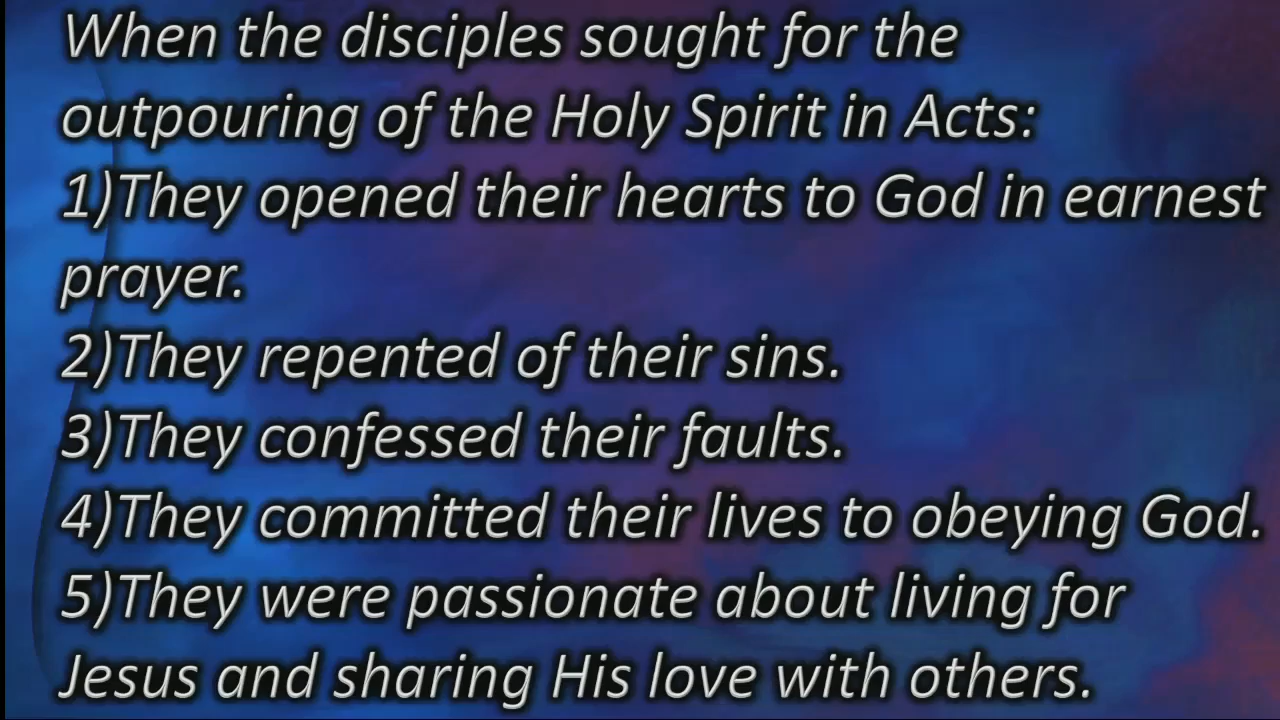 When the disciples sought for the
outpouring of the Holy Spirit in Acts:
1)They opened their hearts to God in earnest
prayer.
2)They repented of their sins.
3)They confessed their faults.
4)They committed their lives to obeying God.
5)They were passionate about living for
Jesus and sharing His love with others.